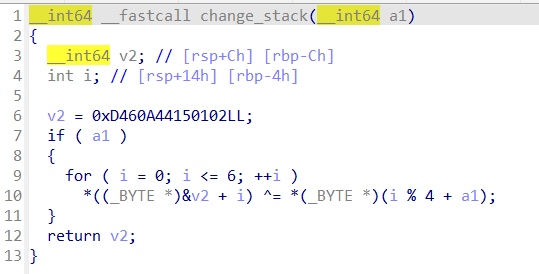 1 __int64 __fastcall change_stack(__int64 a1)
2 {
3   __int64 v2; // [rsp+Ch] [rbp-Ch]
4   int i; // [rsp+14h] [rbp-4h]
5
6   v2 = 0xD460A44150102LL;
7   if ( a1 )
8   {
9     for ( i = 0; i <= 6; ++i )
10       *((_BYTE *)&v2 + i) ^= *(_BYTE *)(i % 4 + a1);
11   }
12   return v2;
13 }